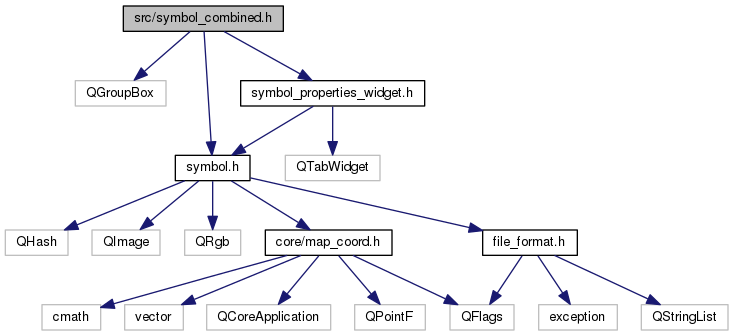 src/symbol_combined.h
QGroupBox
symbol_properties_widget.h
symbol.h
QTabWidget
QHash
QImage
QRgb
core/map_coord.h
file_format.h
cmath
vector
QCoreApplication
QPointF
QFlags
exception
QStringList